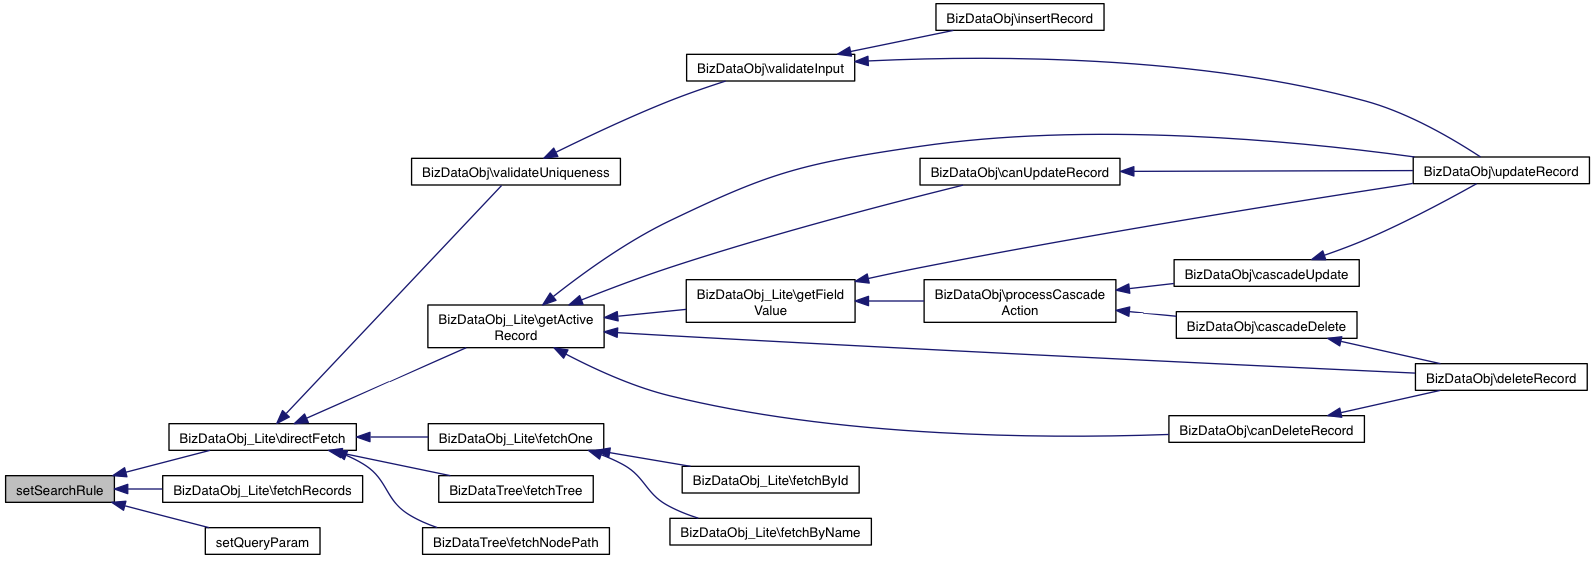 BizDataObj\insertRecord
BizDataObj\validateInput
BizDataObj\validateUniqueness
BizDataObj\canUpdateRecord
BizDataObj\updateRecord
BizDataObj\cascadeUpdate
BizDataObj_Lite\getField
Value
BizDataObj\processCascade
Action
BizDataObj_Lite\getActive
Record
BizDataObj\cascadeDelete
BizDataObj\deleteRecord
BizDataObj\canDeleteRecord
BizDataObj_Lite\directFetch
BizDataObj_Lite\fetchOne
BizDataObj_Lite\fetchById
setSearchRule
BizDataObj_Lite\fetchRecords
BizDataTree\fetchTree
BizDataObj_Lite\fetchByName
setQueryParam
BizDataTree\fetchNodePath